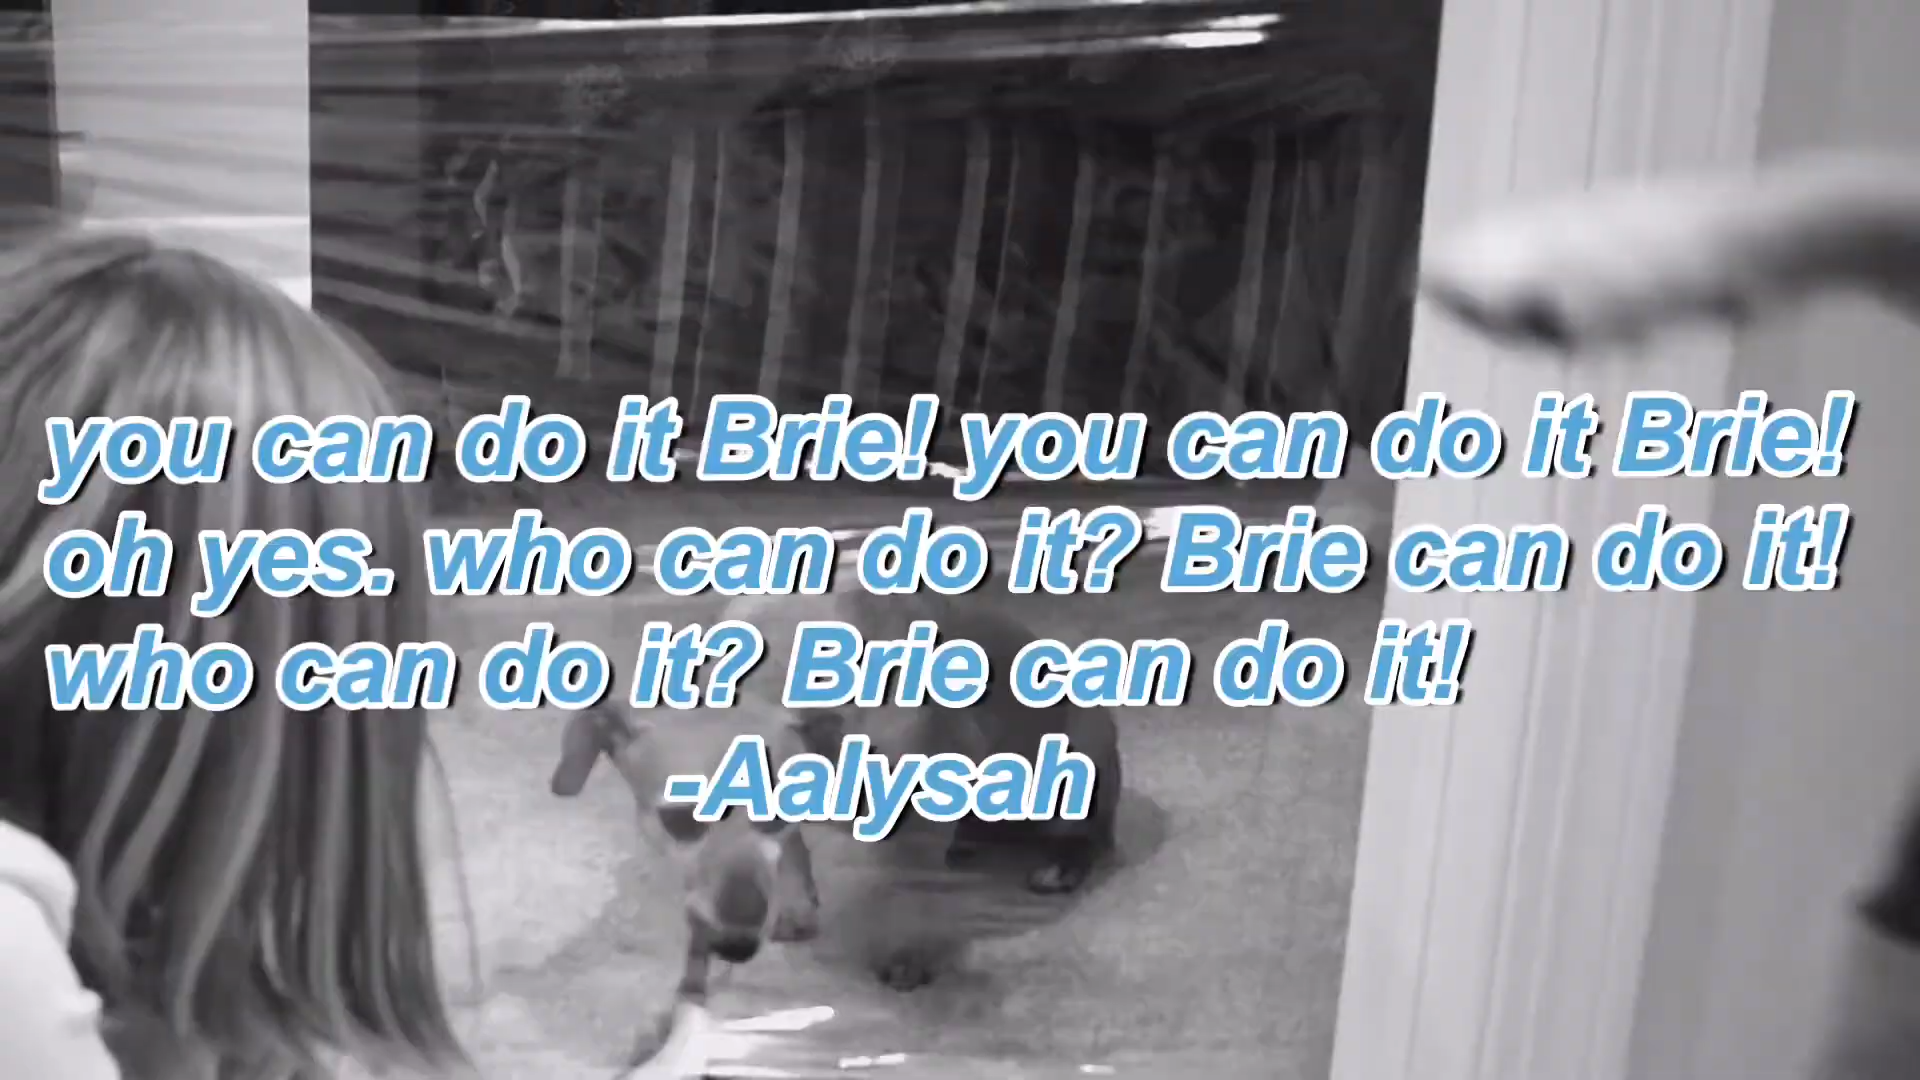 you can do it Brie! you can do it Brie!
oh yes. who can do it? Brie can do it!
who can do it? Brie can do it!
-Aalysah